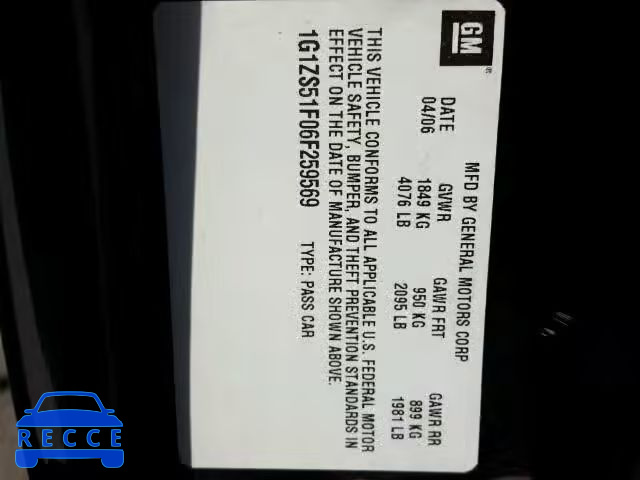 GM
®
MFD BY GENERAL MOTORS CORP
DATE GVWR GAWR FRT GAWR RR
04/06 1849 KG 950 KG 899 KG
4076 LB 2095 LB 1981 LB
THIS VEHICLE CONFORMS TO ALL APPLICABLE U.S. FEDERAL MOTOR
VEHICLE SAFETY, BUMPER, AND THEFT PREVENTION STANDARDS IN
EFFECT ON THE DATE OF MANUFACTURE SHOWN ABOVE.
1G1ZS51F06F259569 TYPE: PASS CAR
RECCE